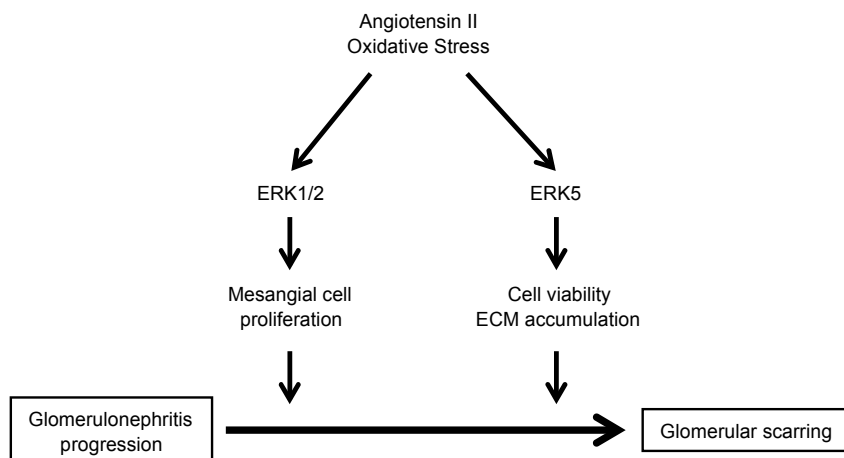 Angiotensin II
Oxidative Stress
ERK1/2
ERK5
Mesangial cell
proliferation
Cell viability
ECM accumulation
Glomerulonephritis
progression
Glomerular scarring